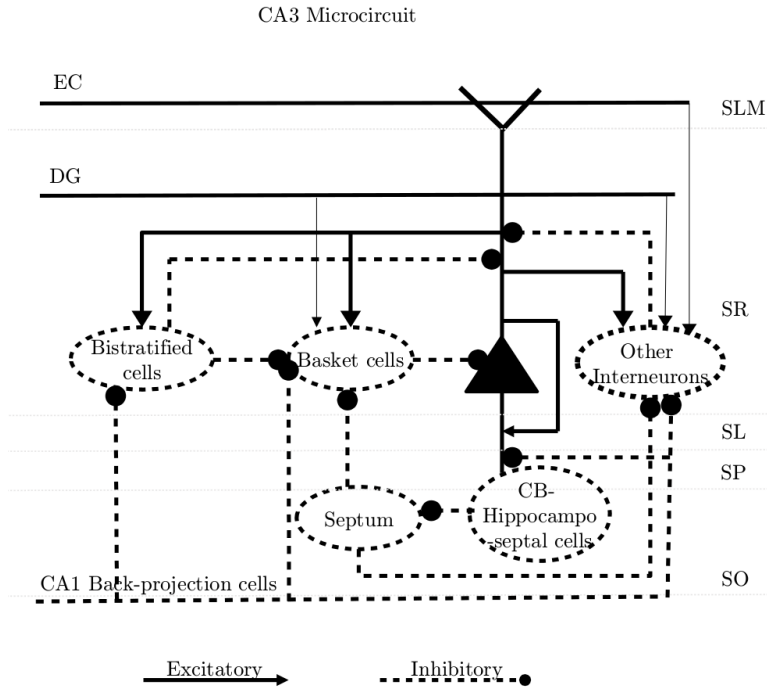 CA3 Microcircuit
EC
SLM
DG
SR
Bistratified
cells
Basket cells
Other
Interneurons
SL
SP
CB-
Hippocampo
-septal cells
Septum
CA1 Back-projection cells
SO
Excitatory
Inhibitory